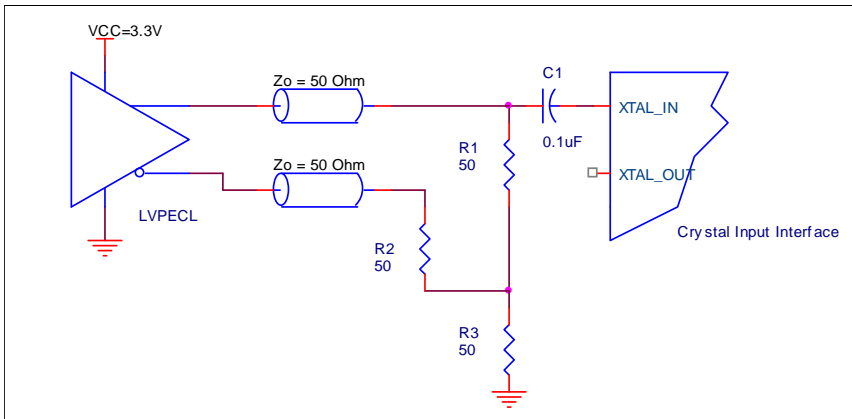 VCC=3.3V
Zo = 50 Ohm
C1
0.1uF
XTAL_IN
R1
50
Zo = 50 Ohm
XTAL_OUT
LVPECL
Crystal Input Interface
R2
50
R3
50